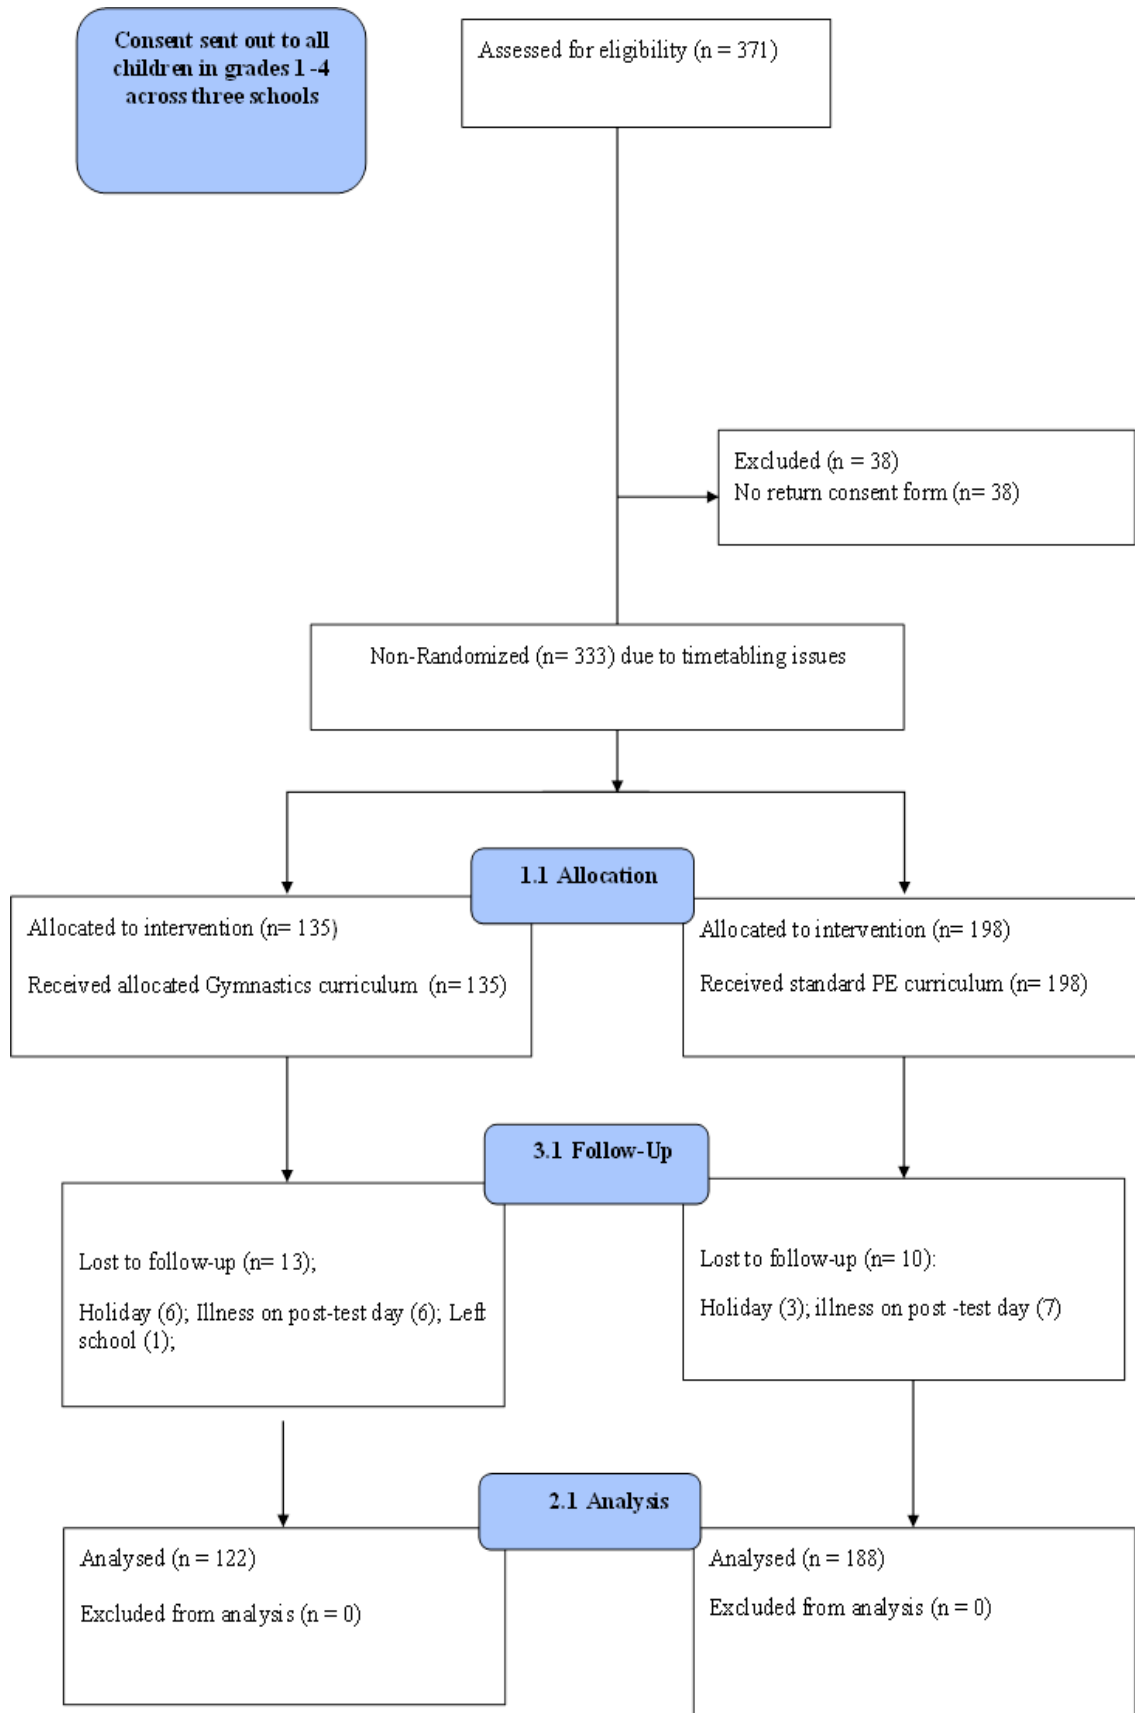 Consent sent out to all
children in grades 1 -4
across three schools
Assessed for eligibility (n = 371)
Excluded (n = 38)
No return consent form (n= 38)
Non-Randomized (n= 333) due to timetabling issues
1.1 Allocation
Allocated to intervention (n= 135)
Received allocated Gymnastics curriculum (n= 135)
Allocated to intervention (n= 198)
Received standard PE curriculum (n= 198)
3.1 Follow-Up
Lost to follow-up (n= 13);
Holiday (6); Illness on post-test day (6); Left
school (1);
Lost to follow-up (n= 10):
Holiday (3); illness on post -test day (7)
2.1 Analysis
Analysed (n = 122)
Excluded from analysis (n = 0)
Analysed (n = 188)
Excluded from analysis (n = 0)